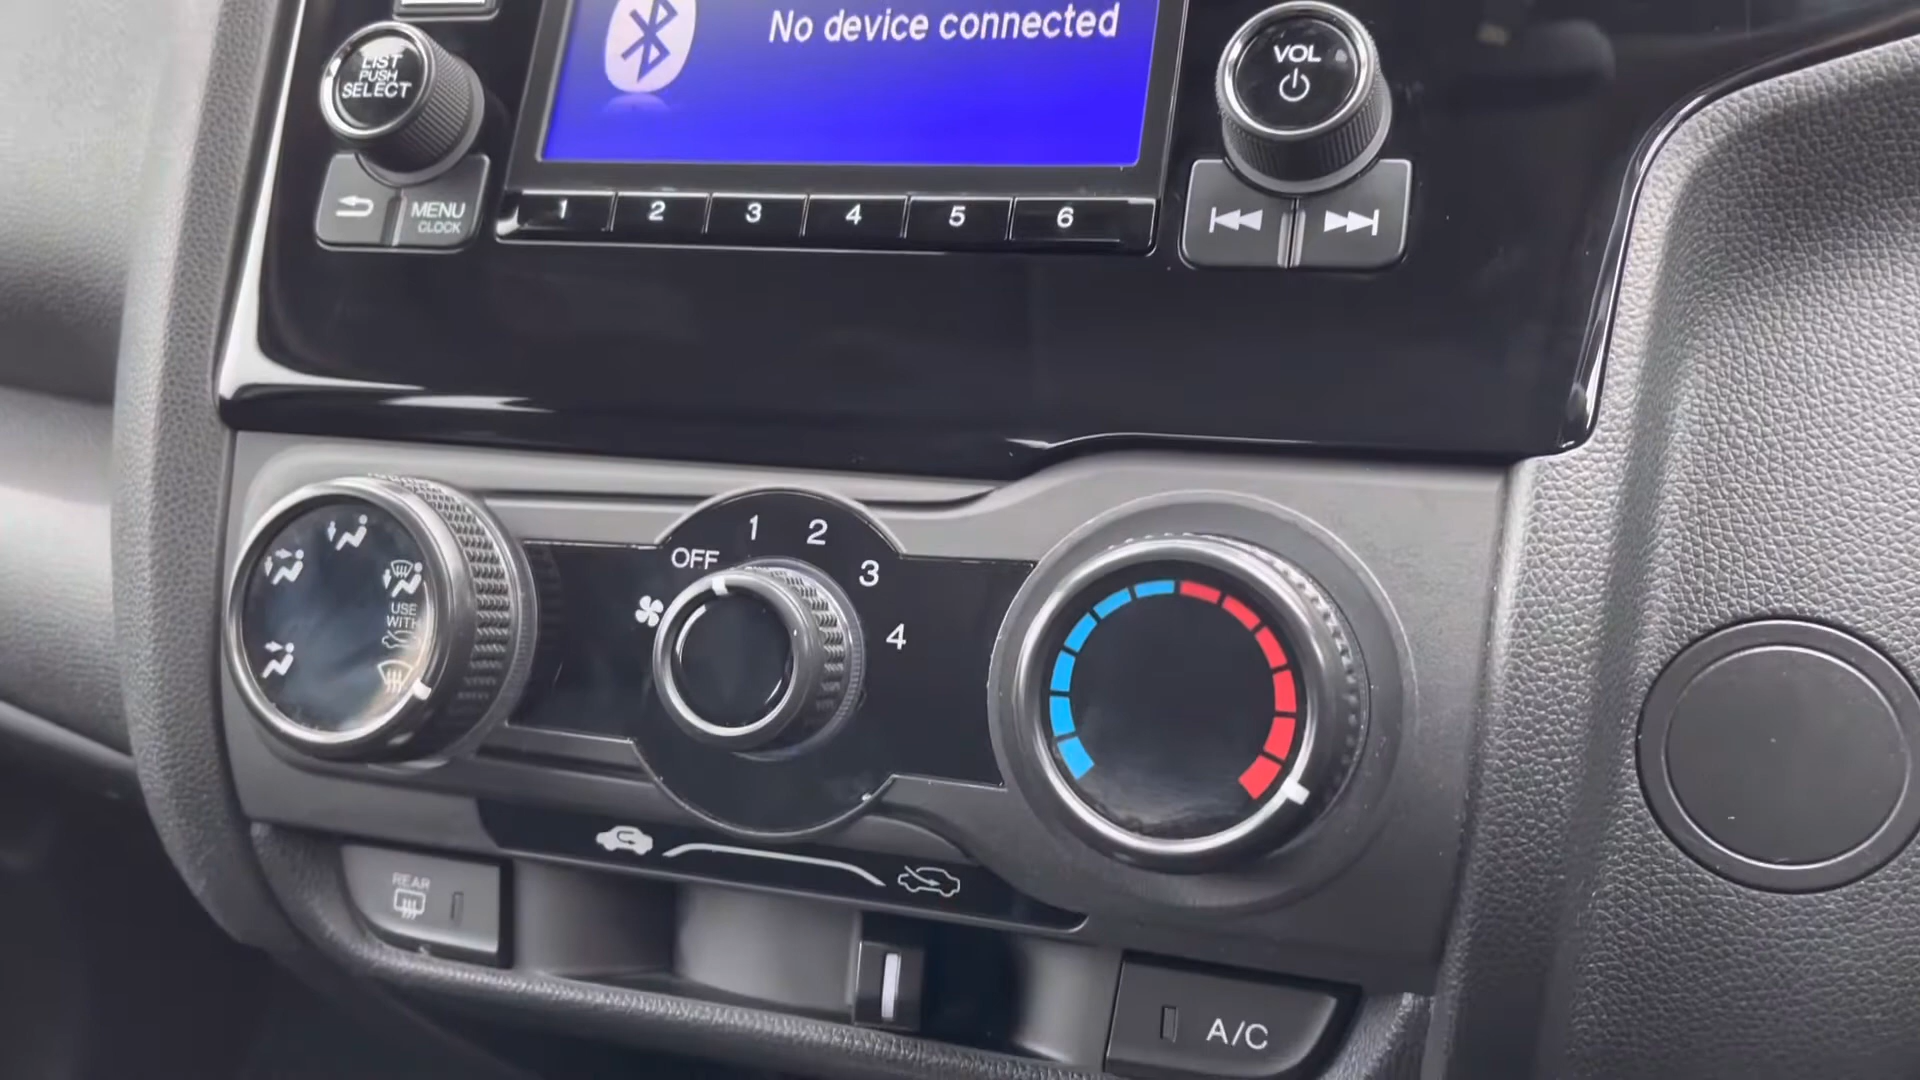 No device connected
LIST
PUSH
SELECT
VOL
MENU
CLOCK
1 2 3 4 5 6
OFF 1 2 3 4
USE
WITH
REAR
A/C